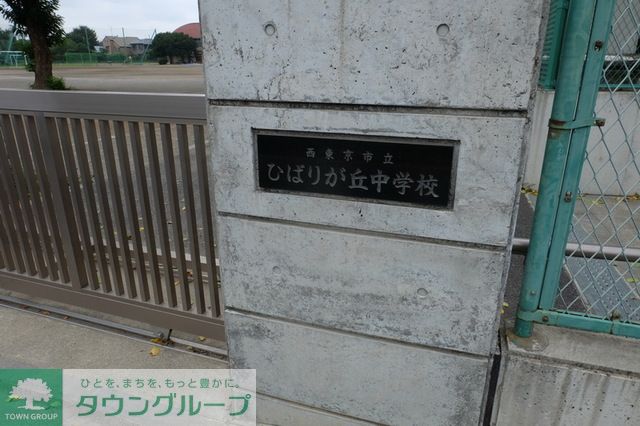 西東京市立
ひばりが丘中学校
ひとを、まちを、もっと豊かに。
タウングループ
TOWN GROUP